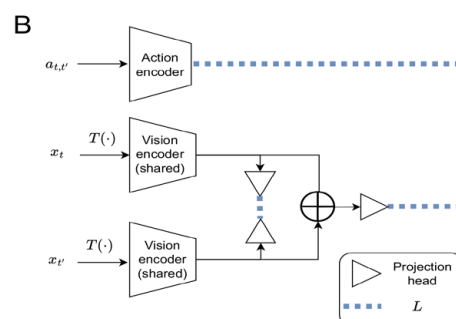 B
a_{t,t'}
Action
encoder
x_t
T(·)
Vision
encoder
(shared)
x_{t'}
T(·)
Vision
encoder
(shared)
Projection
head
L